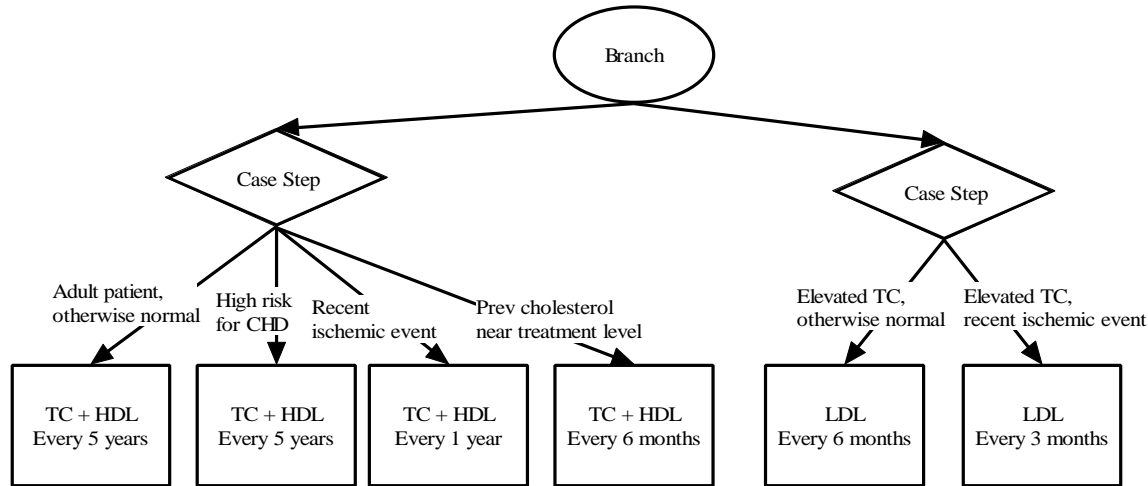 Branch
Case Step
Case Step
Adult patient,
otherwise normal
High risk
for CHD
Recent
ischemic event
Prev cholesterol
near treatment level
Elevated TC,
otherwise normal
Elevated TC,
recent ischemic event
TC + HDL
Every 5 years
TC + HDL
Every 5 years
TC + HDL
Every 1 year
TC + HDL
Every 6 months
LDL
Every 6 months
LDL
Every 3 months